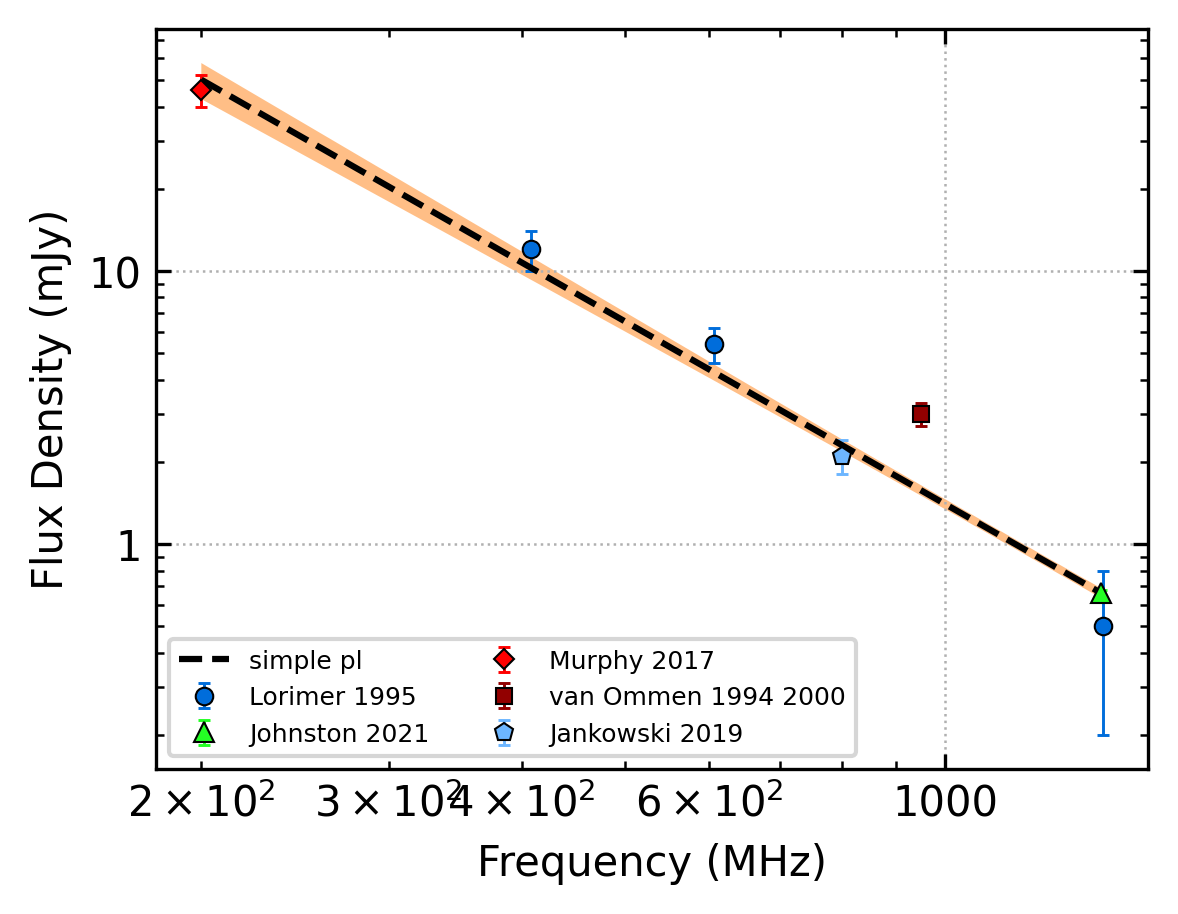 Flux Density (mJy)
10
1
simple pl
Lorimer 1995
Johnston 2021
Murphy 2017
van Ommen 1994 2000
Jankowski 2019
2 × 10² 3 × 10² 4 × 10² 6 × 10² 1000
Frequency (MHz)